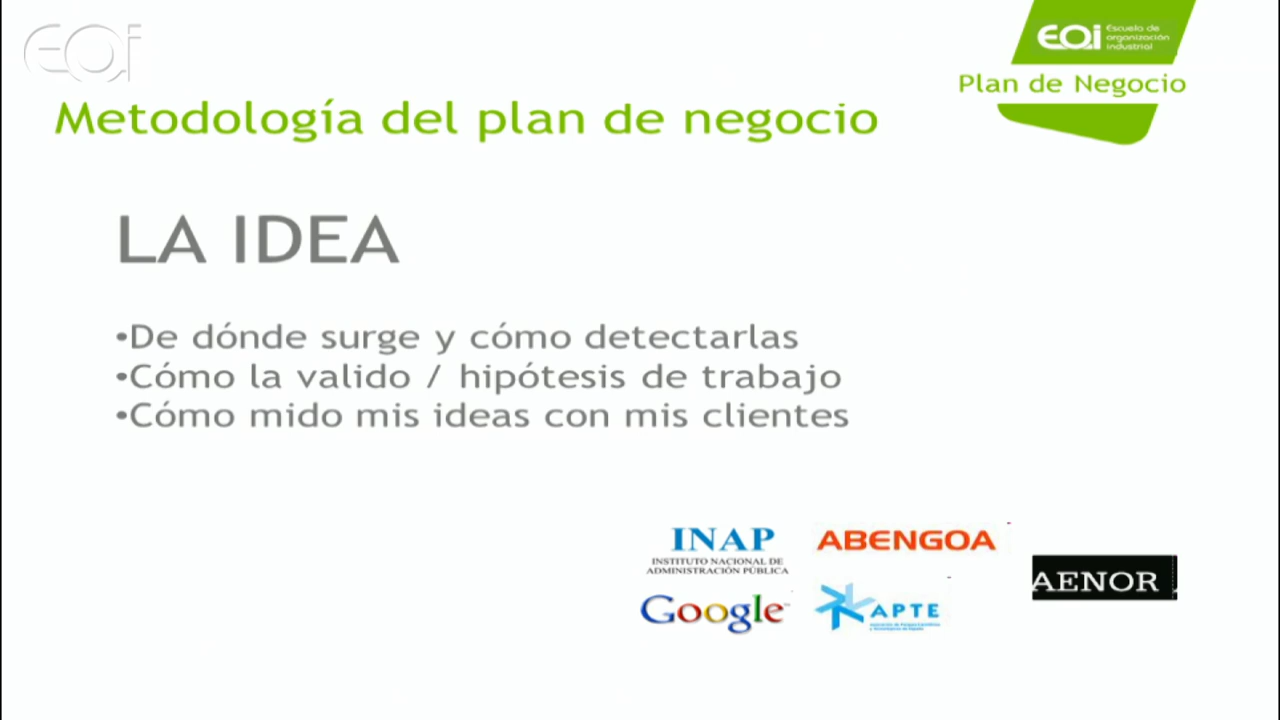 eoi
eoi Escuela de
organización
industrial
Plan de Negocio
Metodología del plan de negocio
LA IDEA
•De dónde surge y cómo detectarlas
•Cómo la valido / hipótesis de trabajo
•Cómo mido mis ideas con mis clientes
INAP
INSTITUTO NACIONAL DE
ADMINISTRACIÓN PÚBLICA
ABENGOA
AENOR
Google
APTE